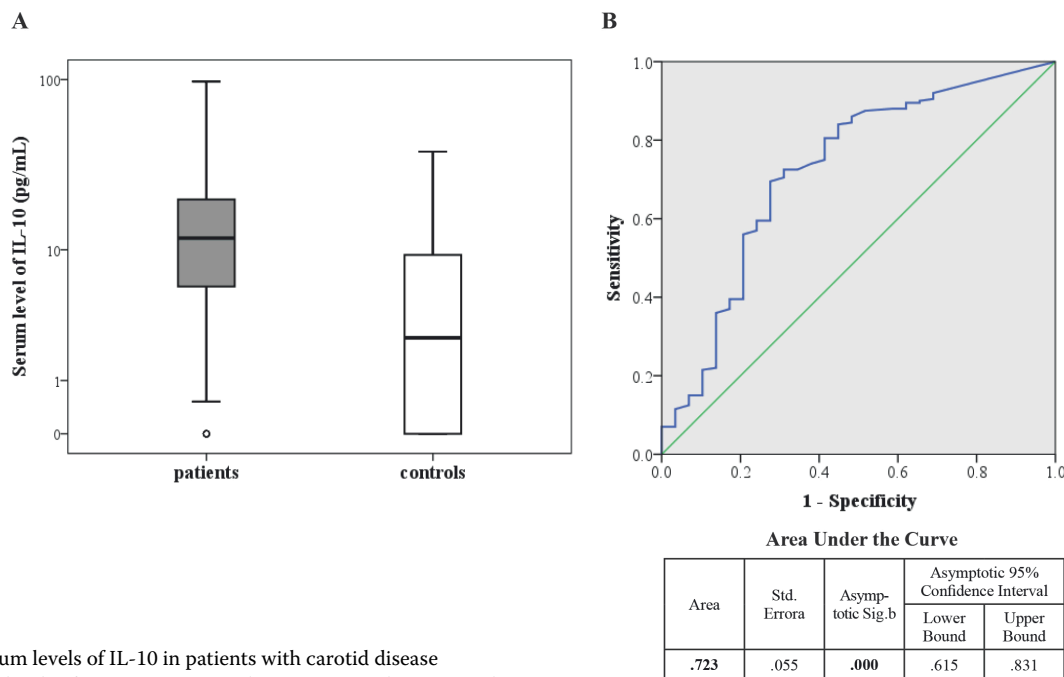 A
B
Serum level of IL-10 (pg/mL)
100
10
1
0
patients
controls
Sensitivity
1.0
0.8
0.6
0.4
0.2
0.0
0.0 0.2 0.4 0.6 0.8 1.0
1 - Specificity
Area Under the Curve
Area
Std.
Errora
Asymp-
totic Sig.b
Asymptotic 95%
Confidence Interval
Lower
Bound
Upper
Bound
.723 .055 .000 .615 .831
um levels of IL-10 in patients with carotid disease